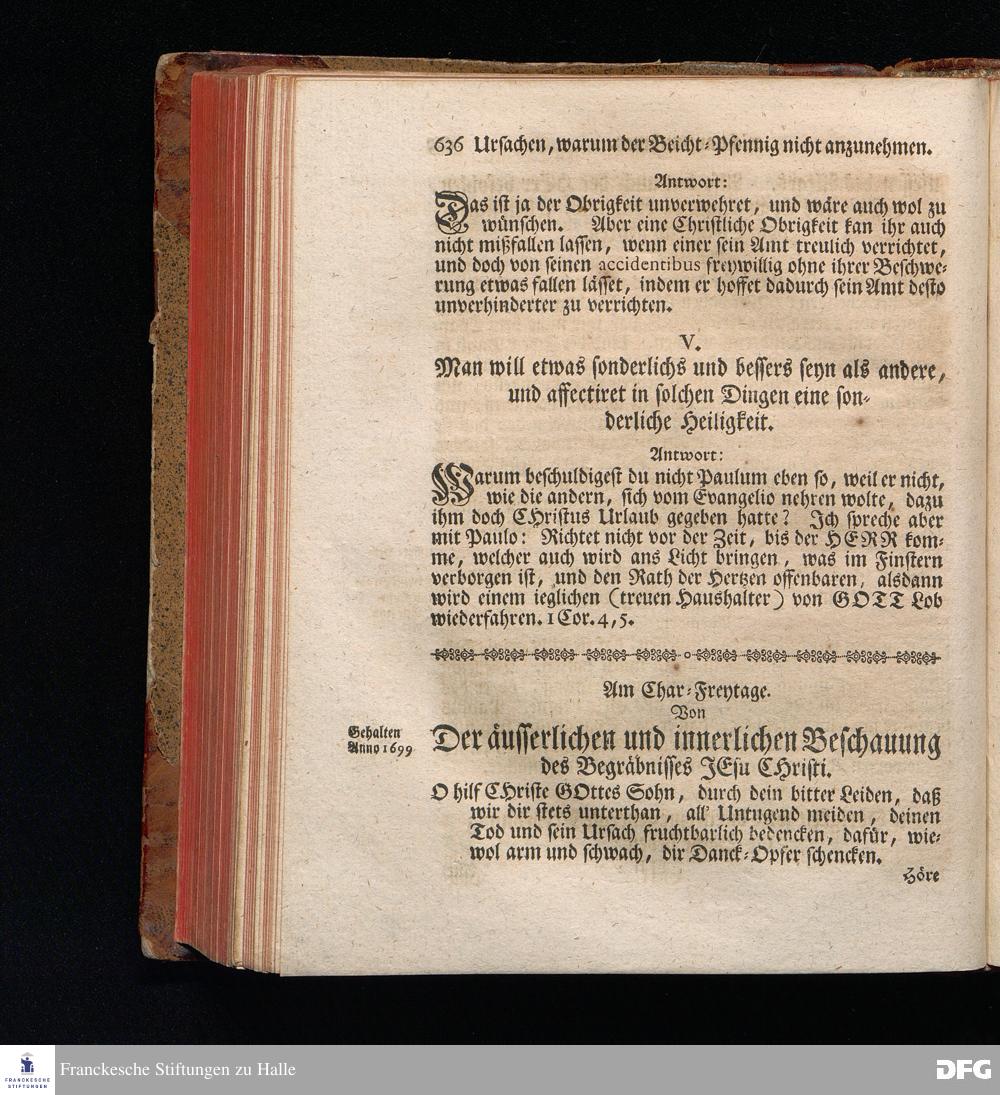 636 Ursachen, warum der Beicht-Pfennig nicht anzunehmen.
Antwort:
Das ist ja der Obrigkeit unverwehret, und wäre auch wol zu
wünschen. Aber eine Christliche Obrigkeit kan ihr auch
nicht mißfallen lassen, wenn einer sein Amt treulich verrichtet,
und doch von seinen accidentibus freywillig ohne ihrer Beschwe-
rung etwas fallen lässet, indem er hoffet dadurch sein Amt desto
unverhinderter zu verrichten.
V.
Man will etwas sonderlichs und bessers seyn als andere,
und affectiret in solchen Dingen eine son-
derliche Heiligkeit.
Antwort:
Warum beschuldigest du nicht Paulum eben so, weil er nicht,
wie die andern, sich vom Evangelio nehren wolte, dazu
ihm doch CHristus Urlaub gegeben hatte? Ich spreche aber
mit Paulo: Richtet nicht vor der Zeit, bis der HERR kom-
me, welcher auch wird ans Licht bringen, was im Finstern
verborgen ist, und den Rath der Hertzen offenbaren, alsdann
wird einem ieglichen (treuen Haushalter) von GOTT Lob
wiederfahren. 1 Cor. 4, 5.
Am Char-Freytage.
Von
Gehalten
Anno 1699
Der äusserlichen und innerlichen Beschauung
des Begräbnisses JEsu CHristi.
O hilf CHriste GOttes Sohn, durch dein bitter Leiden, daß
wir dir stets unterthan, all' Untugend meiden, deinen
Tod und sein Ursach fruchtbarlich bedencken, dafür, wie-
wol arm und schwach, dir Danck-Opfer schencken.
Höre
FRANCKESCHE
STIFTUNGEN
Franckesche Stiftungen zu Halle
DFG